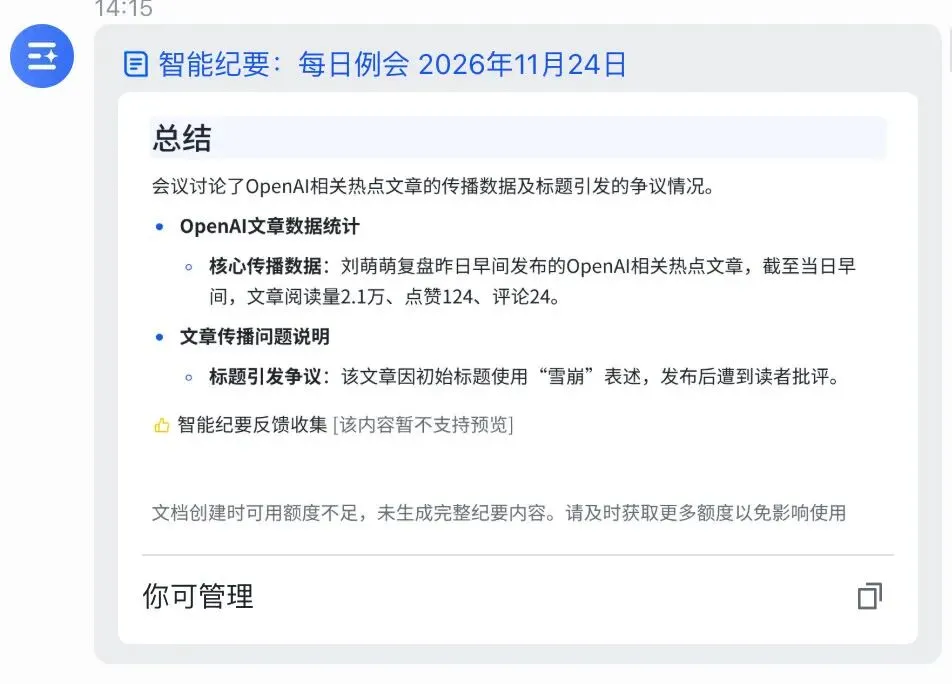 14:15
智能纪要：每日例会 2026年11月24日
总结
会议讨论了OpenAI相关热点文章的传播数据及标题引发的争议情况。
• OpenAI文章数据统计
◦ 核心传播数据：刘萌萌复盘昨日早间发布的OpenAI相关热点文章，截至当日早
间，文章阅读量2.1万、点赞124、评论24。
• 文章传播问题说明
◦ 标题引发争议：该文章因初始标题使用“雪崩”表述，发布后遭到读者批评。
智能纪要反馈收集 [该内容暂不支持预览]
文档创建时可用额度不足，未生成完整纪要内容。请及时获取更多额度以免影响使用
你可管理